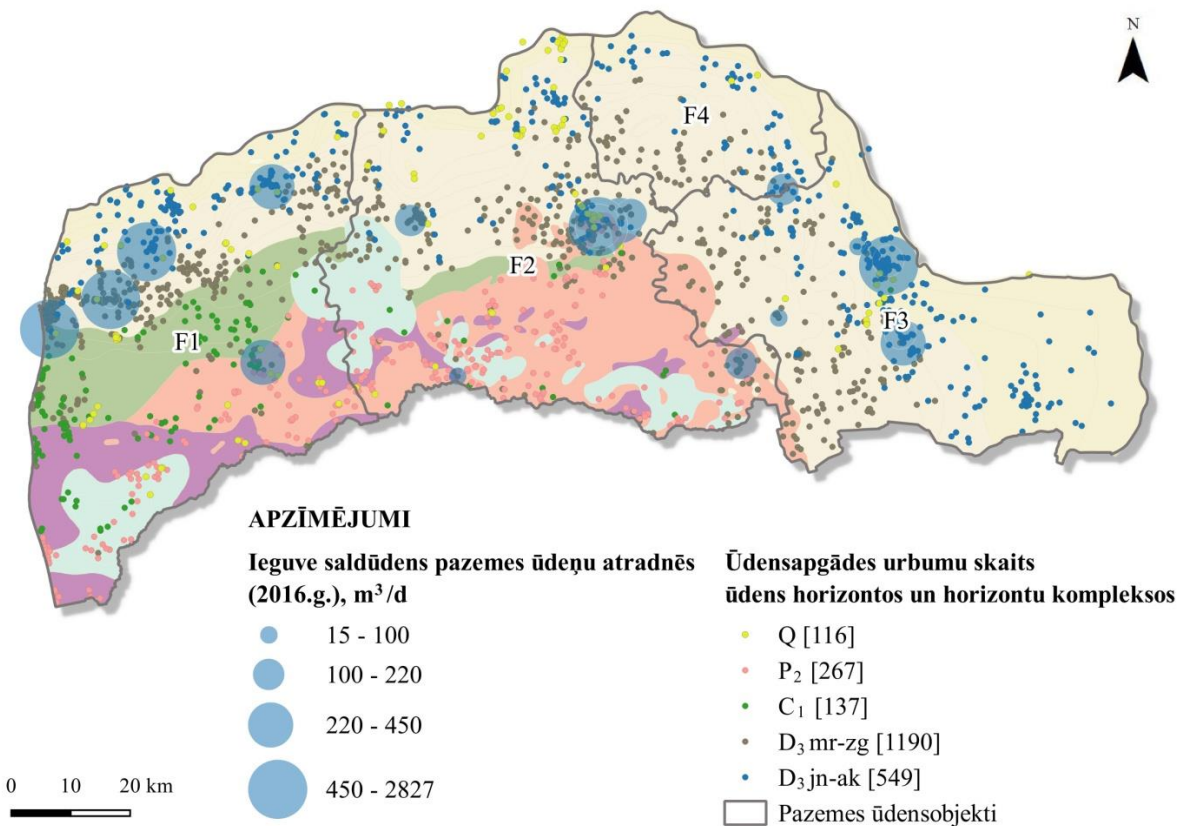 N
F4
F2
F1
F3
APZĪMĒJUMI
Ieguve saldūdens pazemes ūdeņu atradnēs
(2016.g.), m³/d
15 - 100
100 - 220
220 - 450
450 - 2827
Ūdensapgādes urbumu skaits
ūdens horizontos un horizontu kompleksos
Q [116]
P₂ [267]
C₁ [137]
D₃ mr-zg [1190]
D₃ jn-ak [549]
Pazemes ūdensobjekti
0 10 20 km